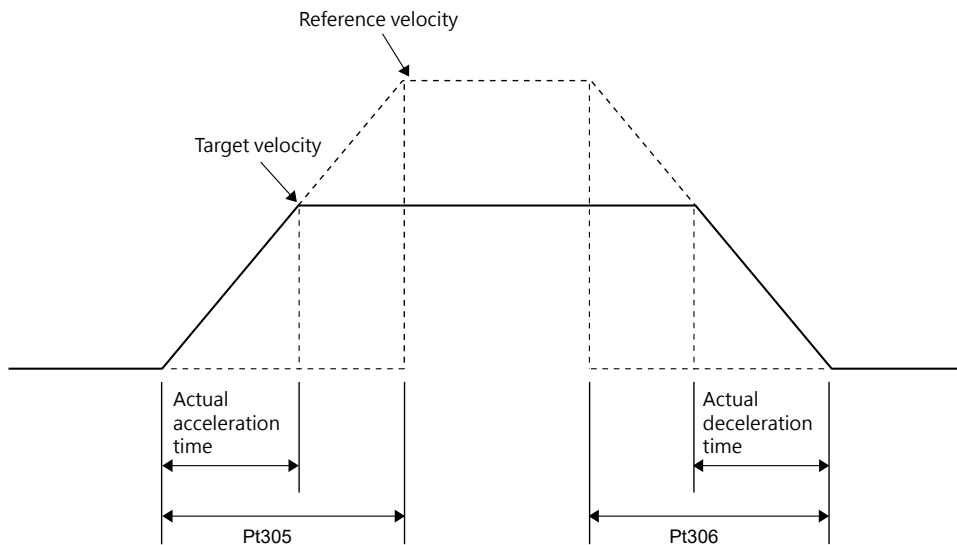 Reference velocity
Target velocity
Actual
acceleration
time
Actual
deceleration
time
Pt305
Pt306